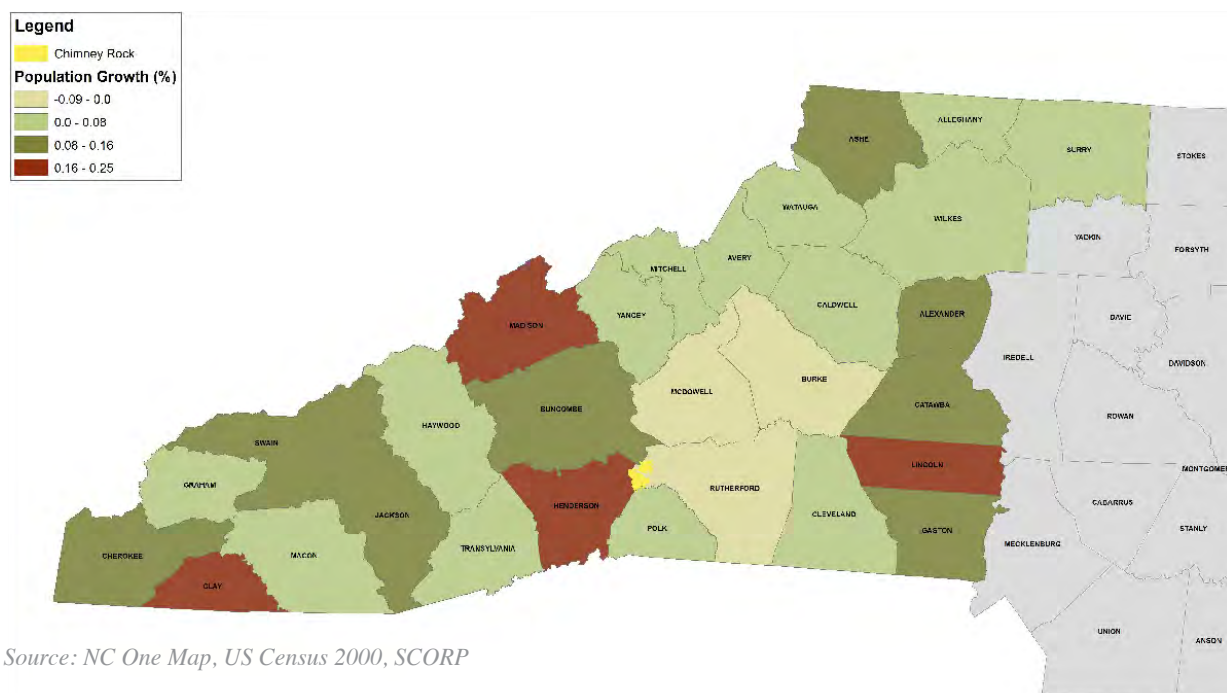 Legend
Chimney Rock
Population Growth (%)
-0.09 - 0.0
0.0 - 0.08
0.08 - 0.16
0.16 - 0.25
ASHE
ALLEGHANY
SURRY
STOKES
WATAUGA
WILKES
YADKIN
FORSYTH
MITCHELL
AVERY
YANCEY
CALDWELL
ALEXANDER
DAVIE
MADISON
IREDELL
DAVIDSON
MCDOWELL
BURKE
BUNCOMBE
CATAWBA
ROWAN
HAYWOOD
SWAIN
LINCOLN
MONTGOMER
GRAHAM
RUTHERFORD
HENDERSON
CABARRUS
JACKSON
CLEVELAND
POLK
GASTON
STANLY
MECKLENBURG
TRANSYLVANIA
CHEROKEE
MACON
CLAY
UNION
ANSON
Source: NC One Map, US Census 2000, SCORP